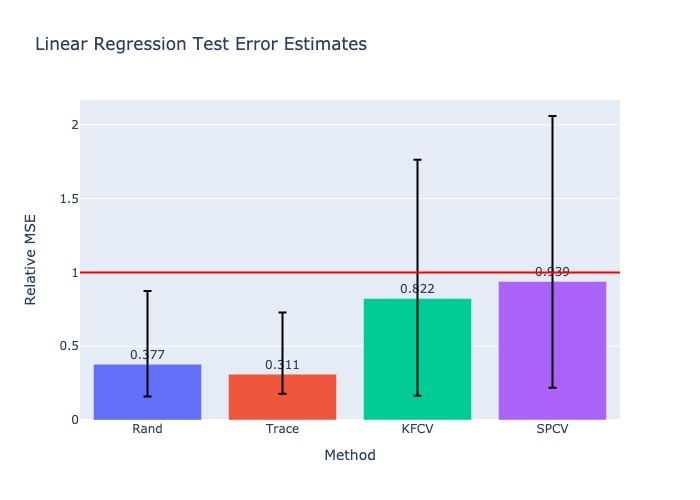 Linear Regression Test Error Estimates
Relative MSE
2
1.5
1
0.5
0
0.377
0.311
0.822
0.939
Rand
Trace
KFCV
SPCV
Method